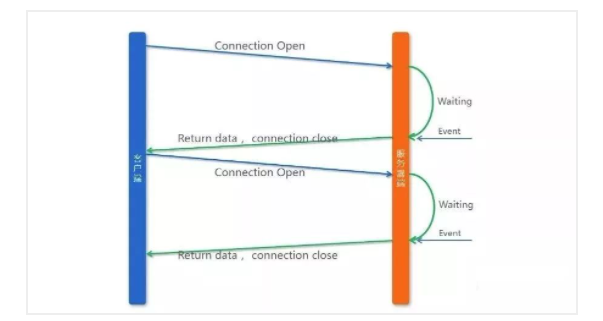 Connection Open
Waiting
Event
Return data， connection close
客户端
服务器端
Connection Open
Waiting
Event
Return data， connection close